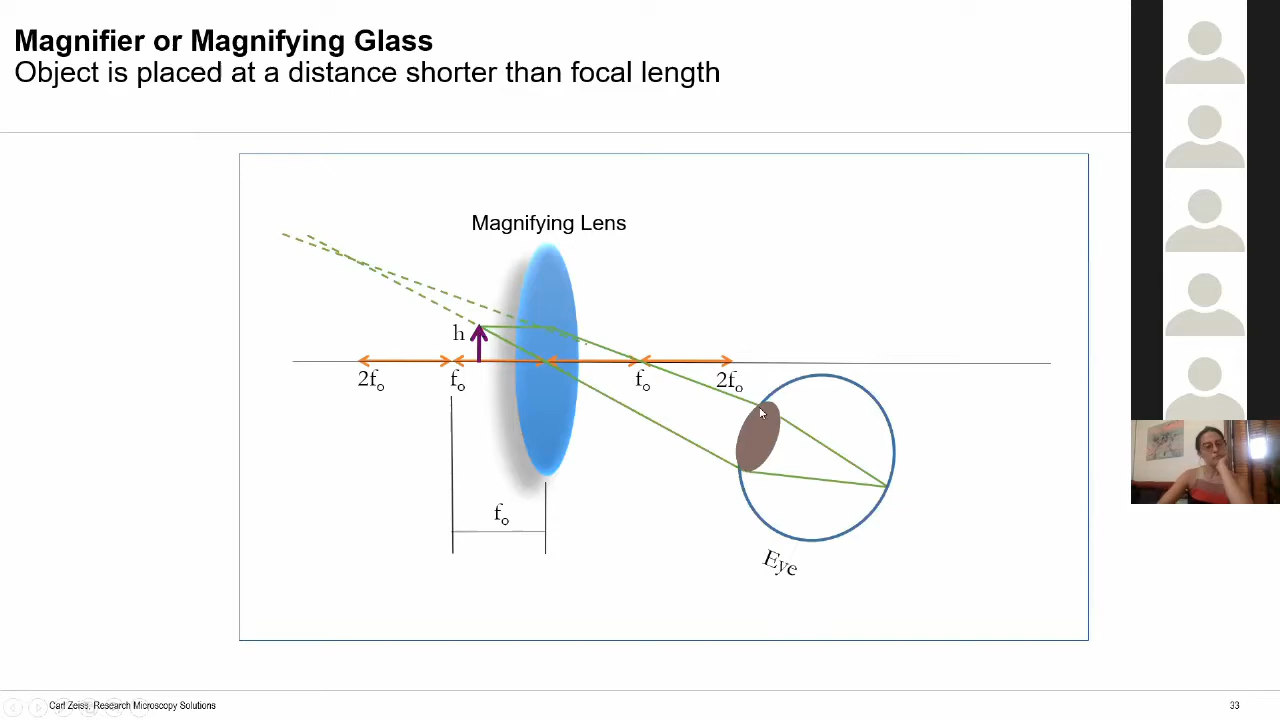 Magnifier or Magnifying Glass
Object is placed at a distance shorter than focal length
Magnifying Lens
h
2fₒ
fₒ
fₒ
2fₒ
fₒ
Eye
Carl Zeiss, Research Microscopy Solutions
33